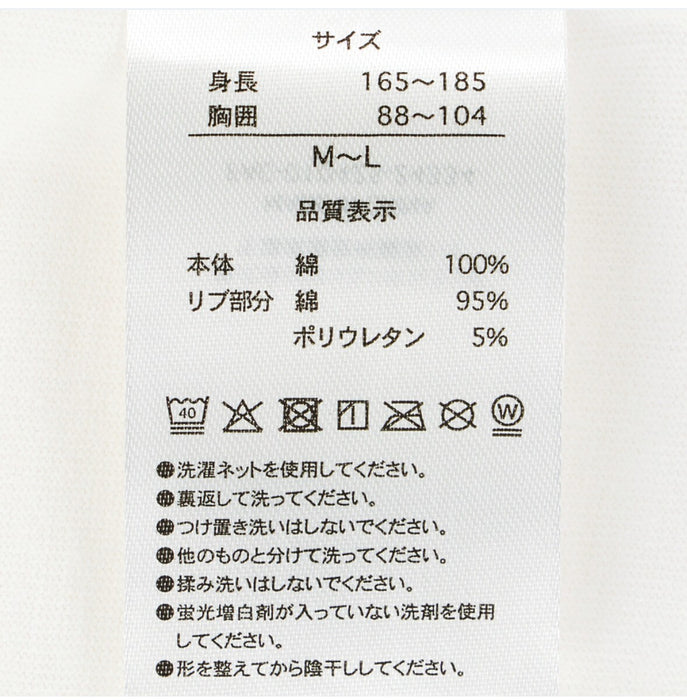 サイズ
身長 165～185
胸囲 88～104
M～L
品質表示
本体 綿 100%
リブ部分 綿 95%
ポリウレタン 5%
40 W
●洗濯ネットを使用してください。
●裏返して洗ってください。
●つけ置き洗いはしないでください。
●他のものと分けて洗ってください。
●揉み洗いはしないでください。
●蛍光増白剤が入っていない洗剤を使用
してください。
●形を整えてから陰干ししてください。